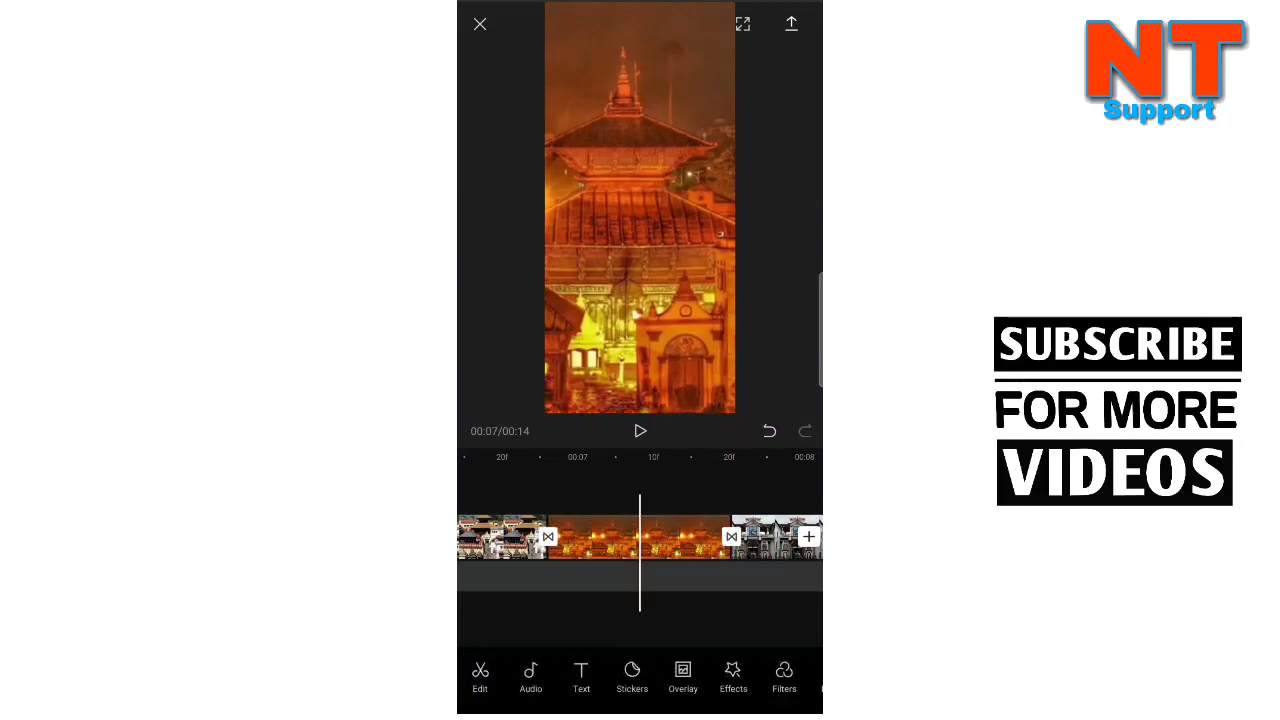 NT
Support
SUBSCRIBE
FOR MORE
VIDEOS
00:07/00:14
20f 00:07 10f 20f 00:08
Edit Audio Text Stickers Overlay Effects Filters